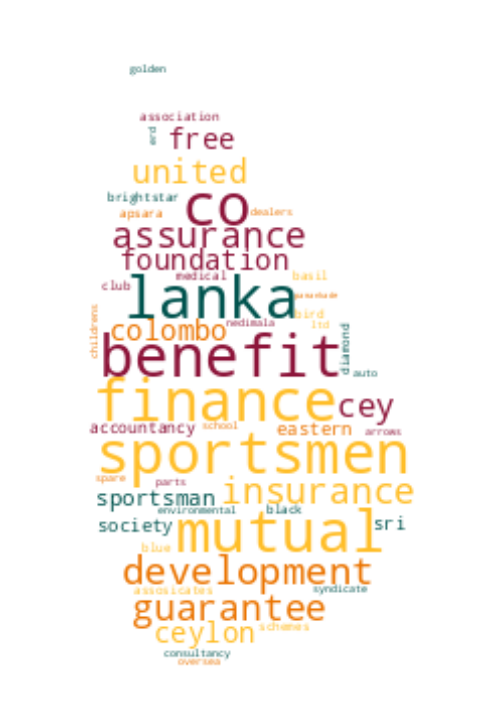 golden
association
erd
free
united
brightstar
co
apsara
dealers
assurance
foundation
medical
basil
club
lanka
childrens
bird
colombo
nedimala
ltd
benefit
diamond
auto
finance
cey
accountancy
school
eastern
arrows
sportsmen
spare
parts
insurance
sportsman
environmental
black
society
mutual
sri
blue
development
assosicates
syndicate
guarantee
ceylon
schemes
consultancy
oversea